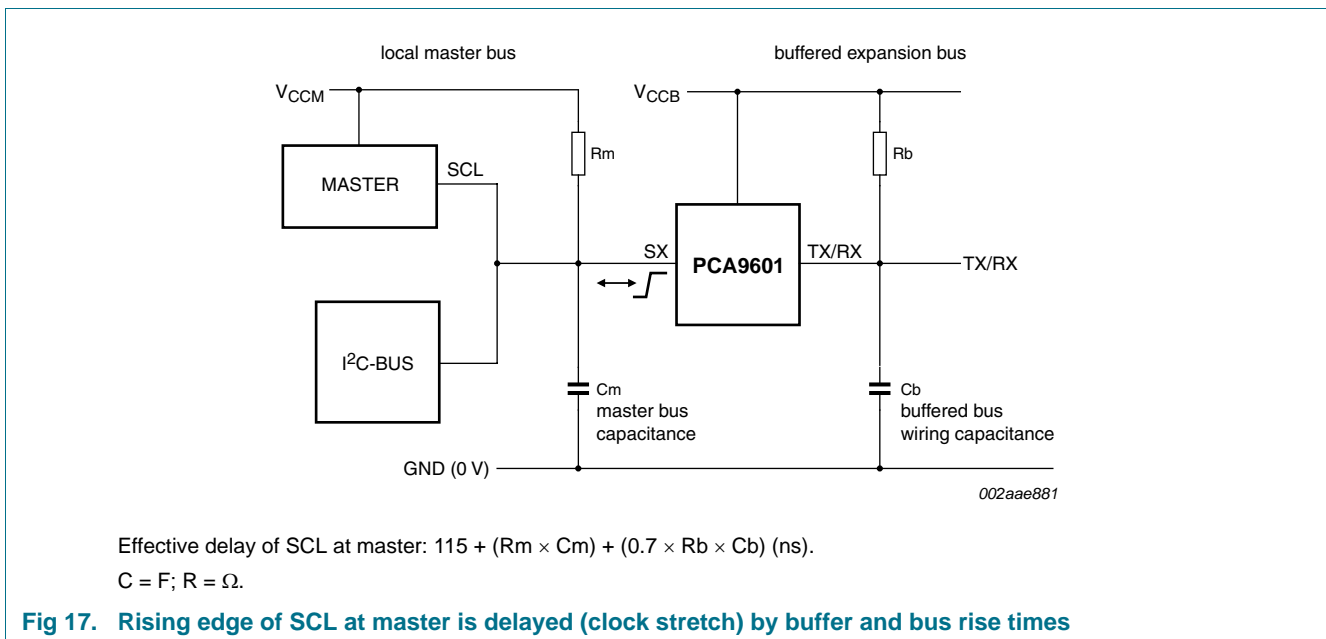 local master bus
buffered expansion bus
VCCM
VCCB
Rm
Rb
MASTER
SCL
SX
PCA9601
TX/RX
TX/RX
I2C-BUS
Cm
master bus
capacitance
Cb
buffered bus
wiring capacitance
GND (0 V)
002aae881
Effective delay of SCL at master: 115 + (Rm × Cm) + (0.7 × Rb × Cb) (ns).
C = F; R = Ω.
Fig 17. Rising edge of SCL at master is delayed (clock stretch) by buffer and bus rise times